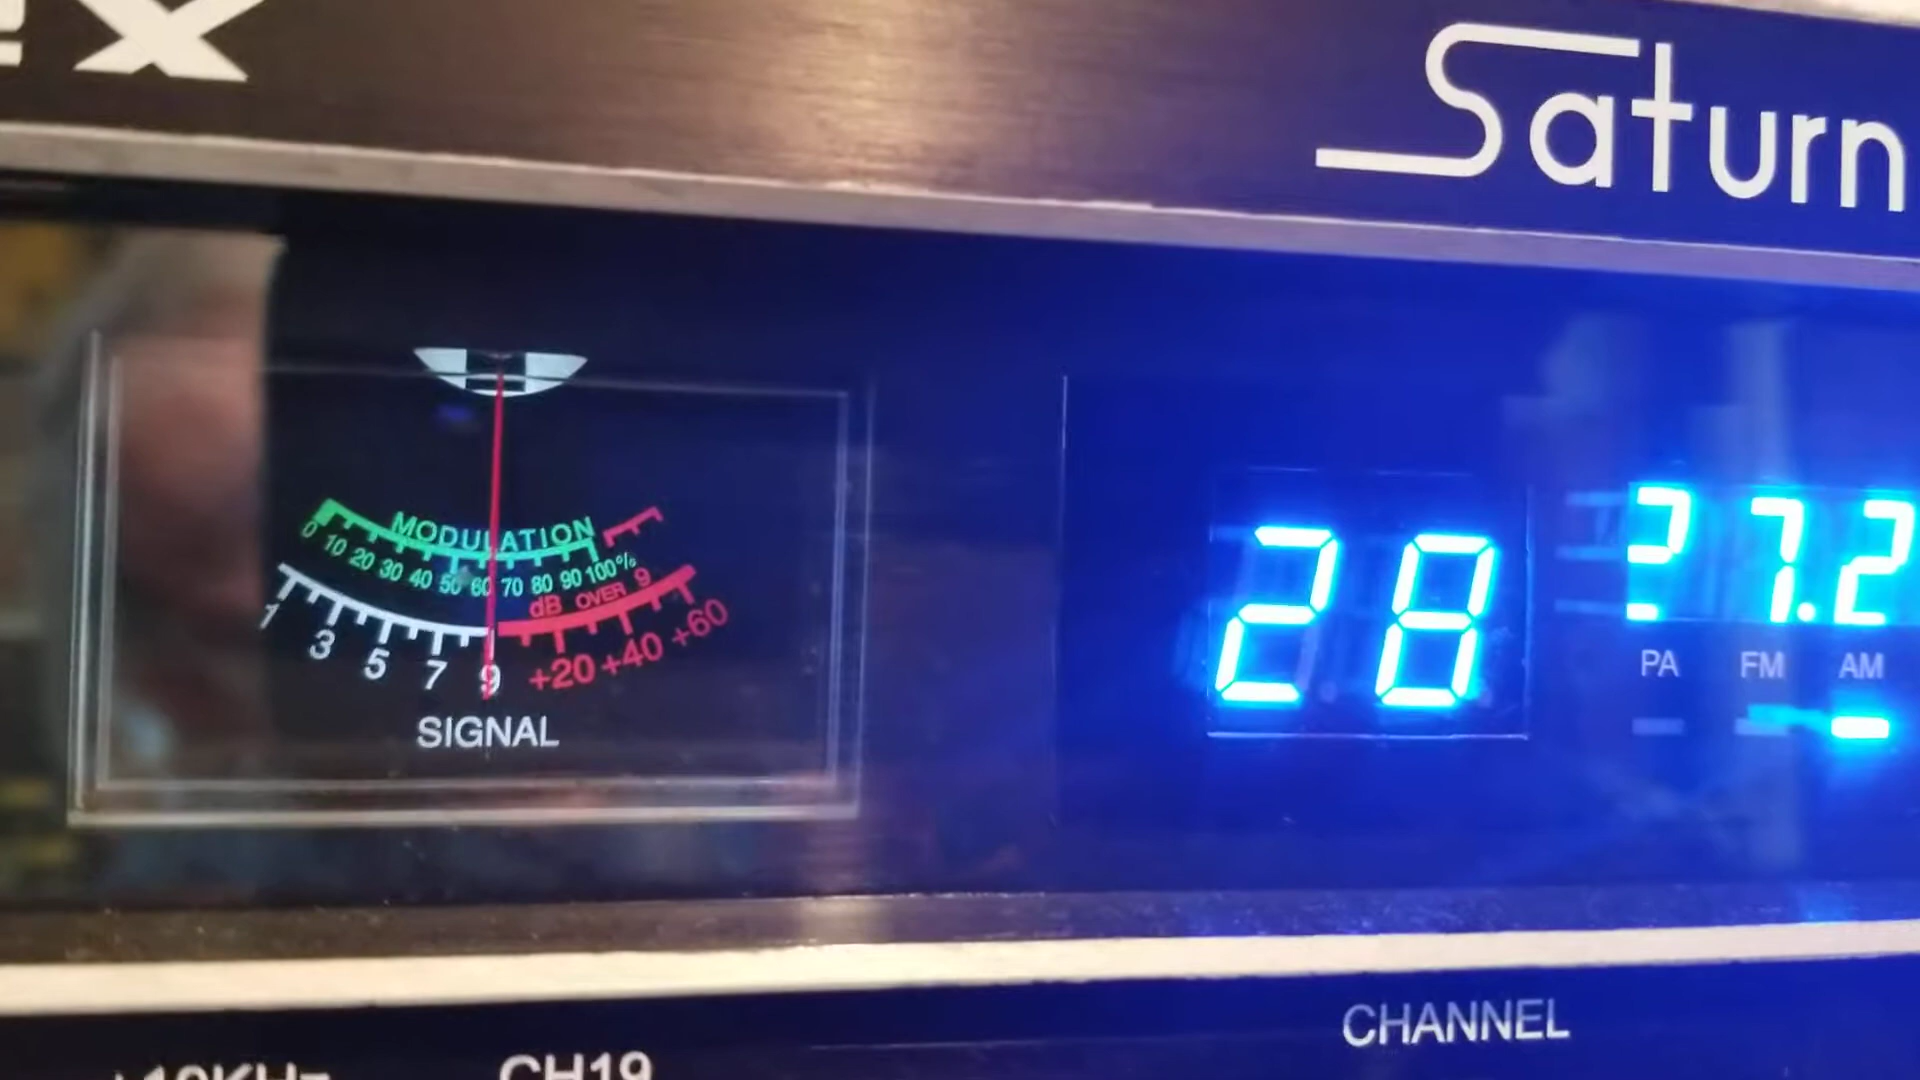 Saturn
MODULATION
0 10 20 30 40 50 60 70 80 90 100%
dB OVER 9
1 3 5 7 9 +20 +40 +60
SIGNAL
28
27.2
PA FM AM
CHANNEL
+10KHz CH19